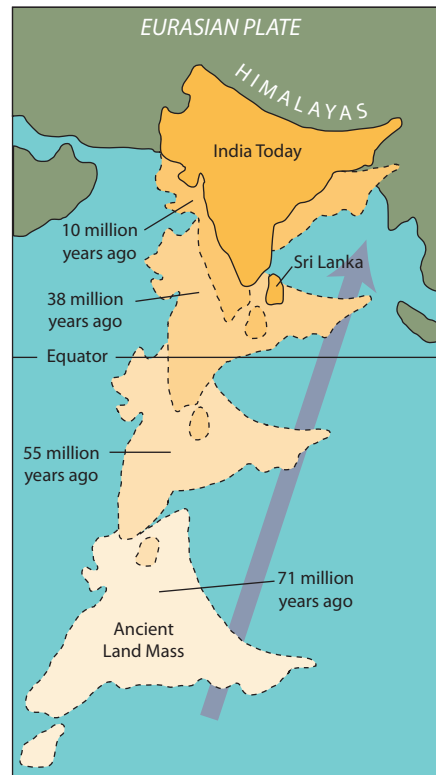 EURASIAN PLATE
HIMALAYAS
India Today
10 million
years ago
Sri Lanka
38 million
years ago
Equator
55 million
years ago
71 million
years ago
Ancient
Land Mass